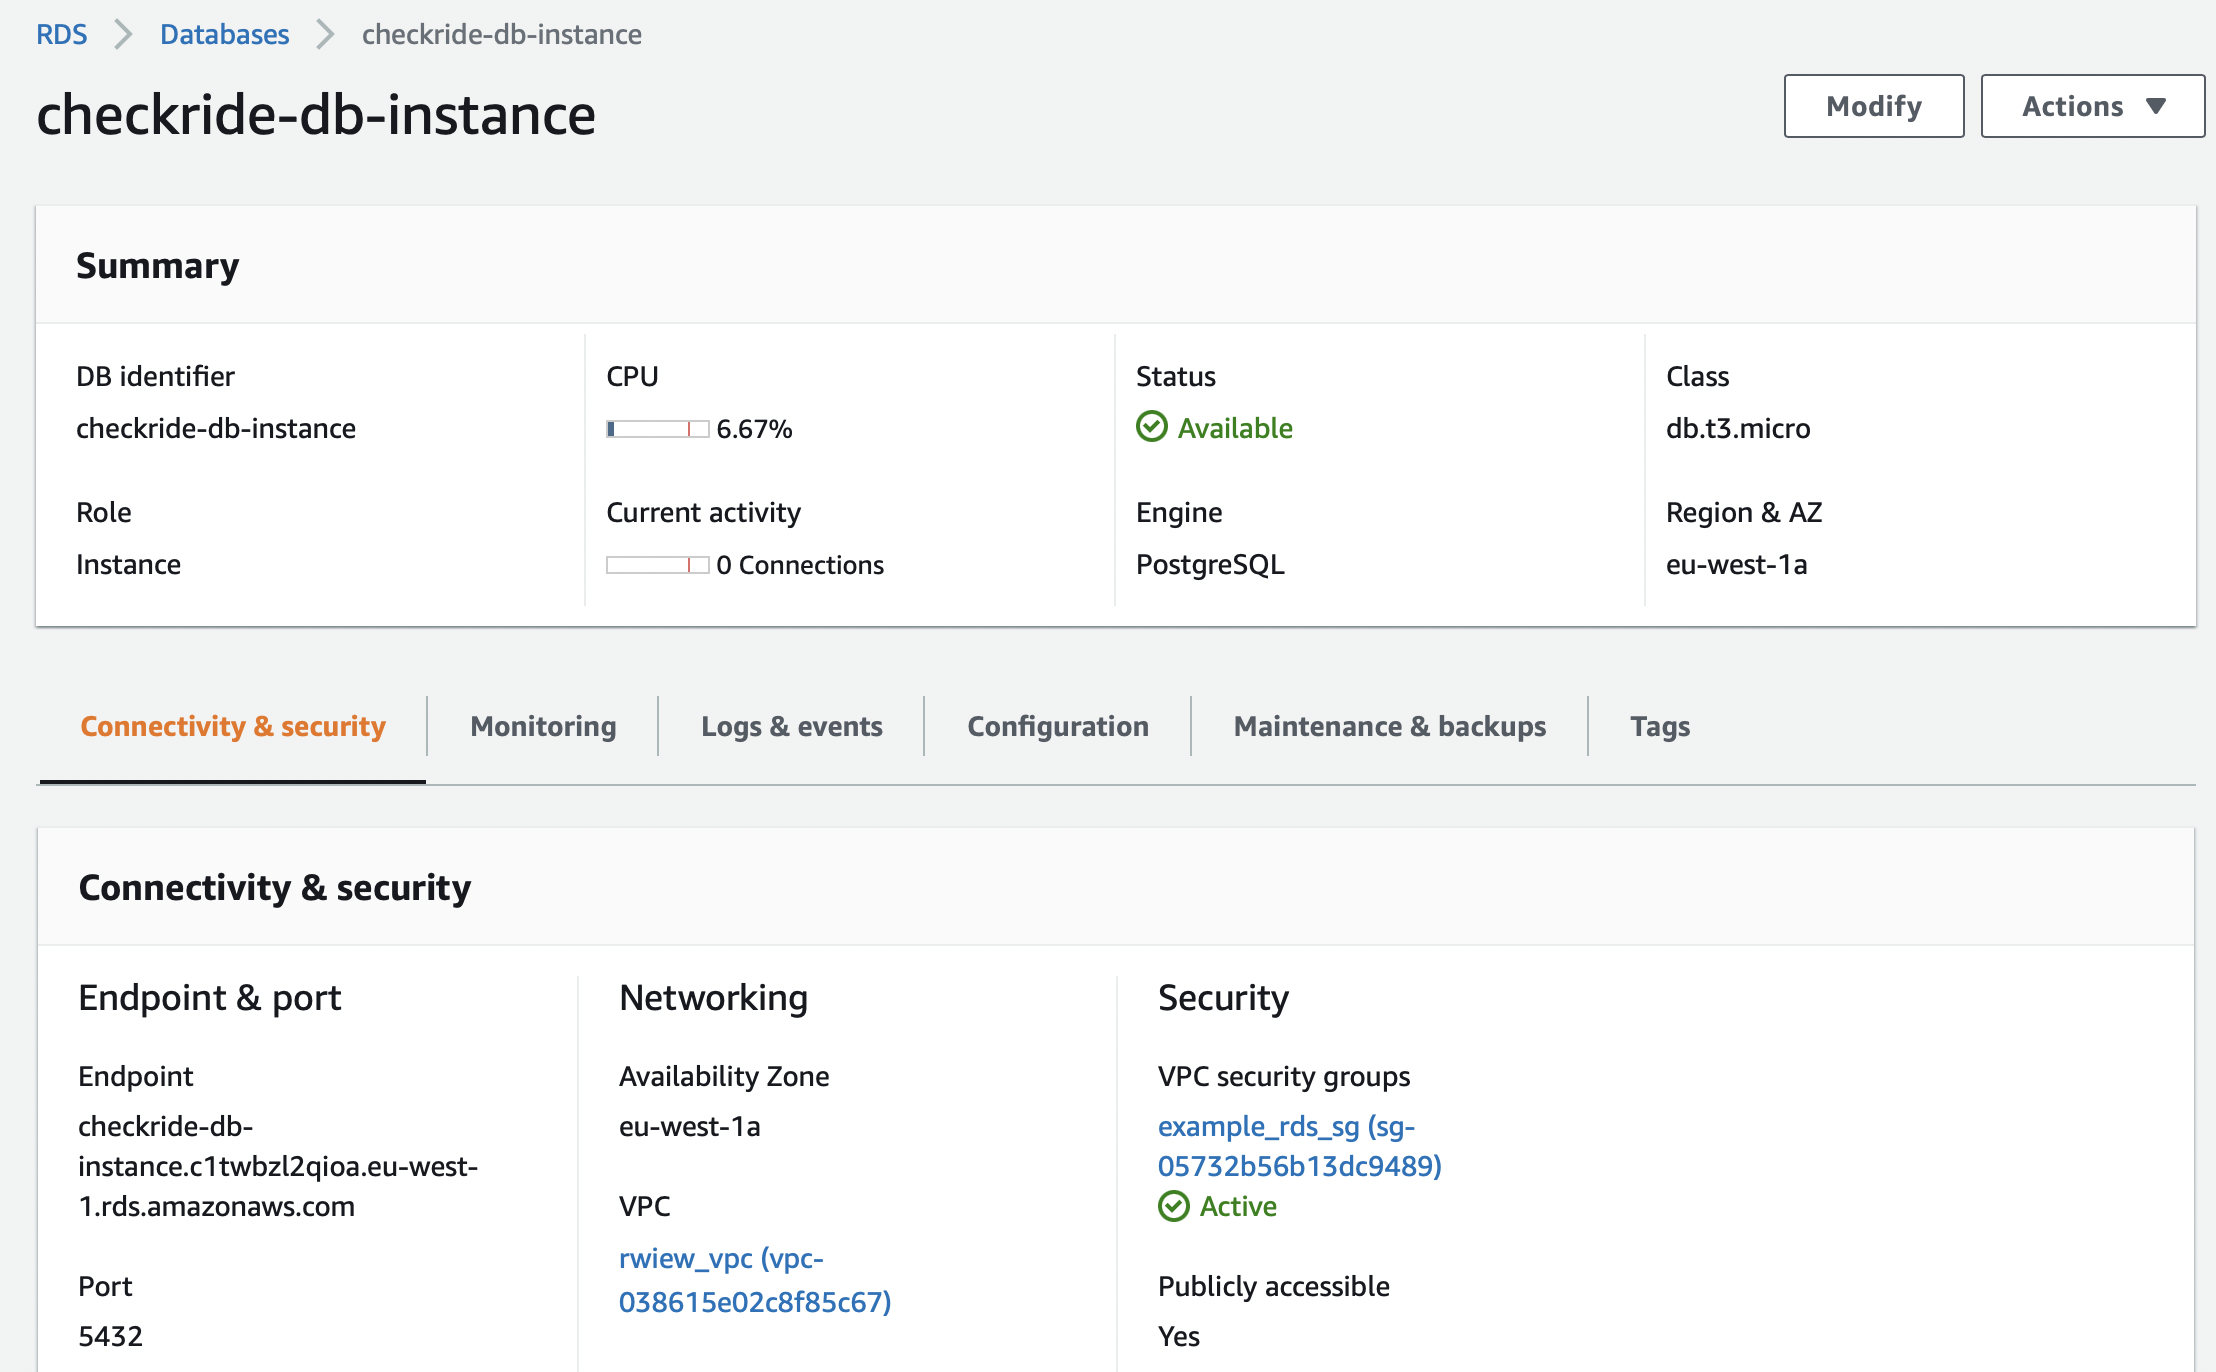 RDS > Databases > checkride-db-instance
checkride-db-instance
Modify
Actions
Summary
DB identifier
checkride-db-instance
CPU
6.67%
Status
Available
Class
db.t3.micro
Role
Instance
Current activity
0 Connections
Engine
PostgreSQL
Region & AZ
eu-west-1a
Connectivity & security
Monitoring
Logs & events
Configuration
Maintenance & backups
Tags
Connectivity & security
Endpoint & port
Endpoint
checkride-db-
instance.c1twbzl2qioa.eu-west-
1.rds.amazonaws.com
Port
5432
Networking
Availability Zone
eu-west-1a
VPC
rwiew_vpc (vpc-
038615e02c8f85c67)
Security
VPC security groups
example_rds_sg (sg-
05732b56b13dc9489)
Active
Publicly accessible
Yes